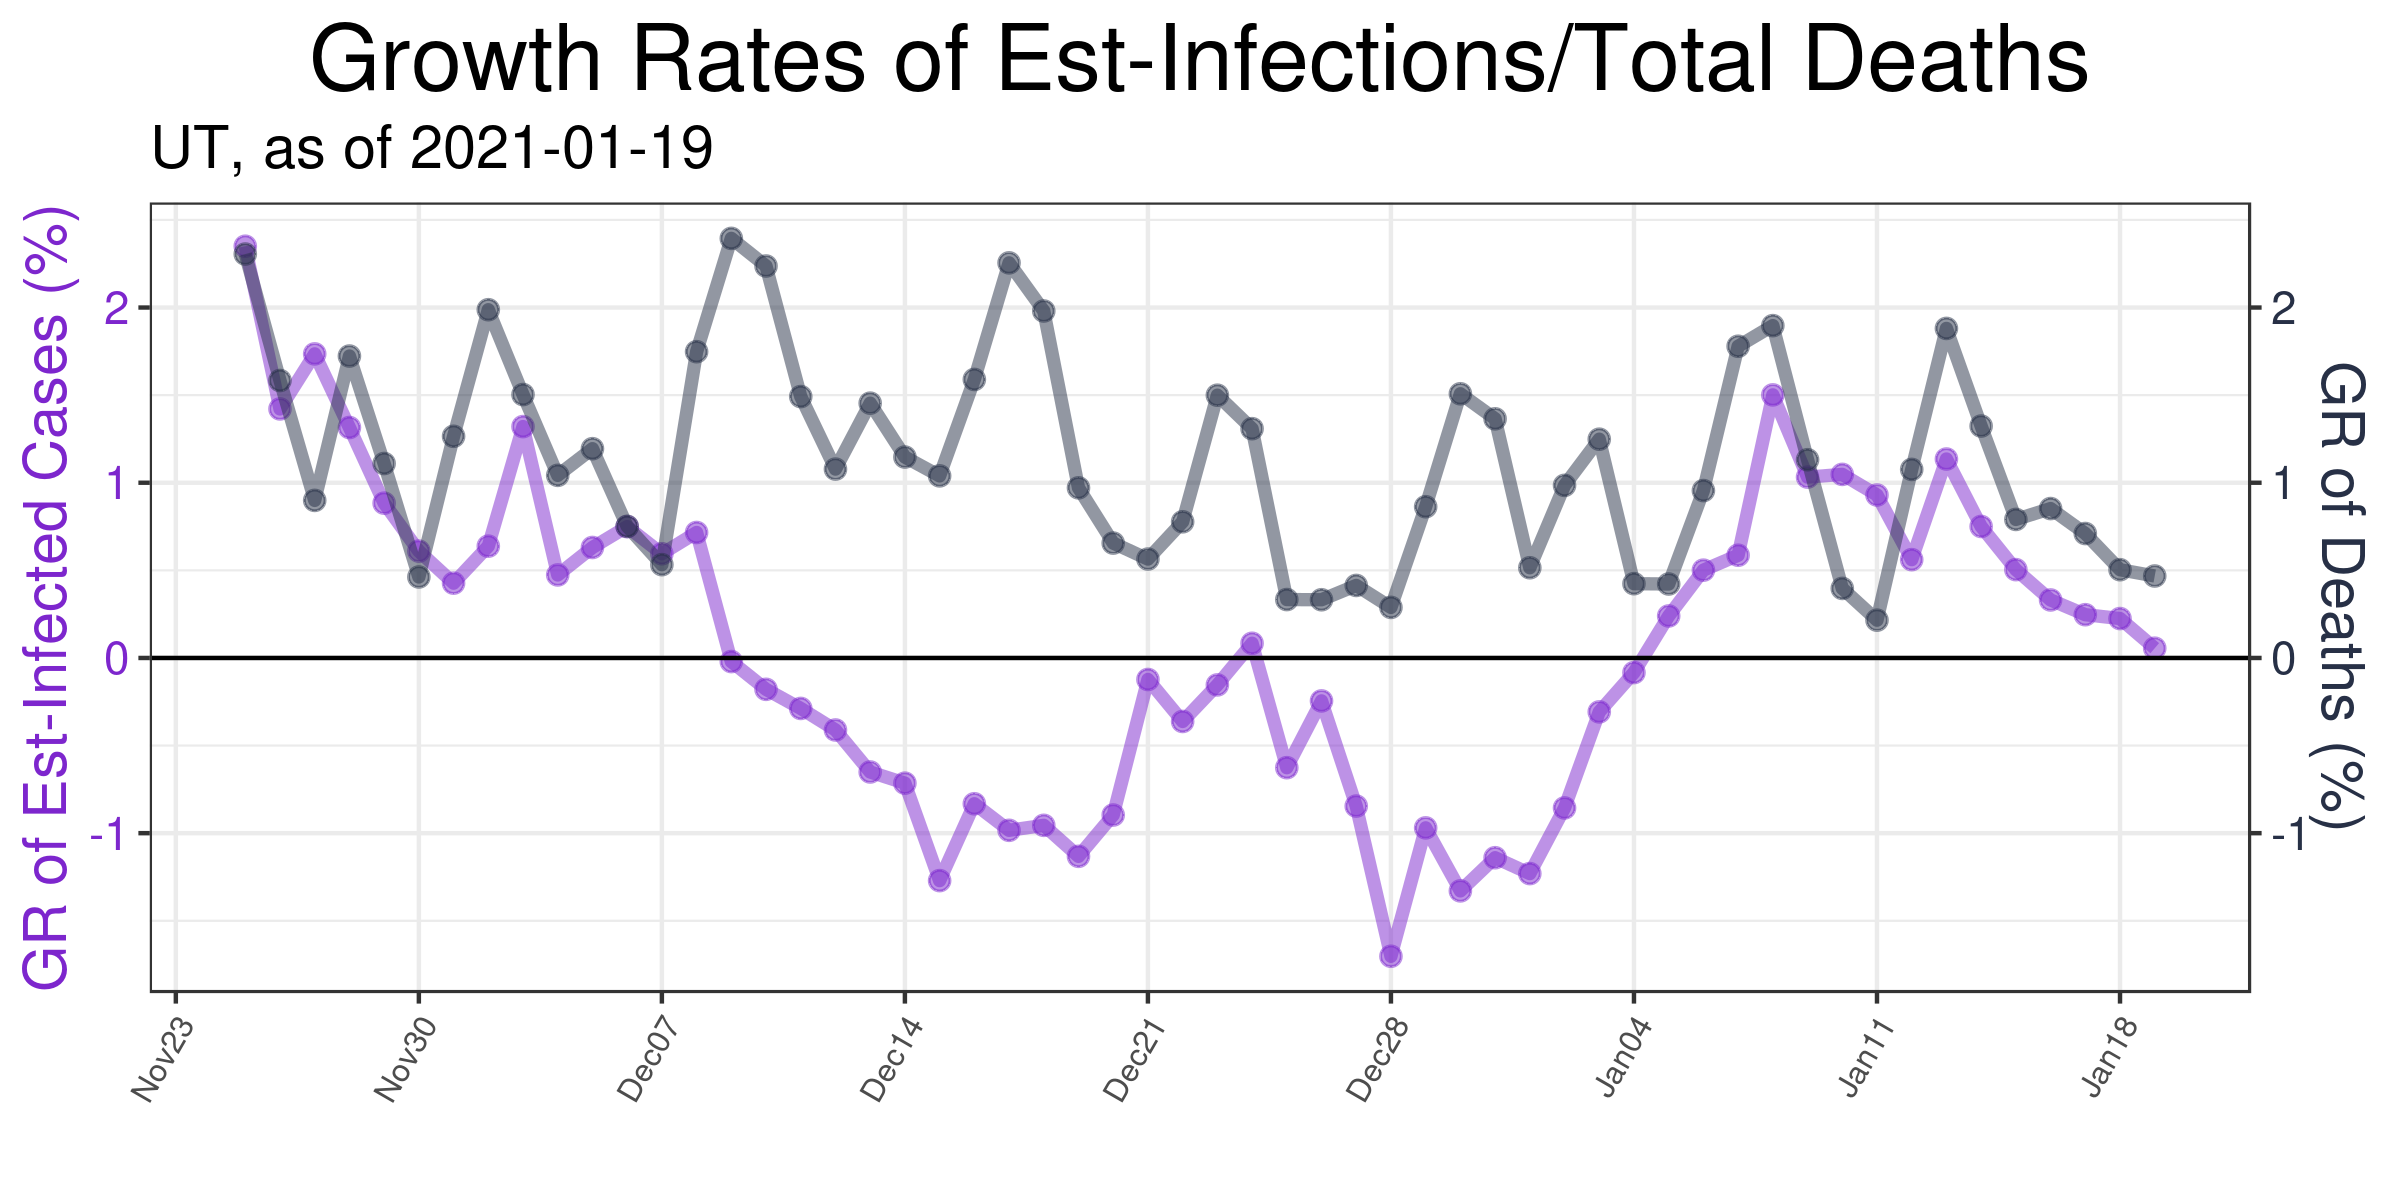 Growth Rates of Est-Infections/Total Deaths
UT, as of 2021-01-19
GR of Est-Infected Cases (%)
2
1
0
-1
2
1
0
-1
GR of Deaths (%)
Nov23
Nov30
Dec07
Dec14
Dec21
Dec28
Jan04
Jan11
Jan18